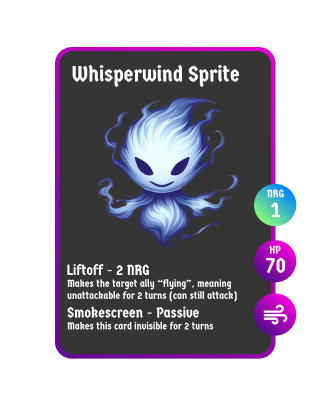 Whisperwind Sprite
NRG
1
HP
70
Liftoff - 2 NRG
Makes the target ally “flying”, meaning
unattackable for 2 turns (can still attack)
Smokescreen - Passive
Makes this card invisible for 2 turns